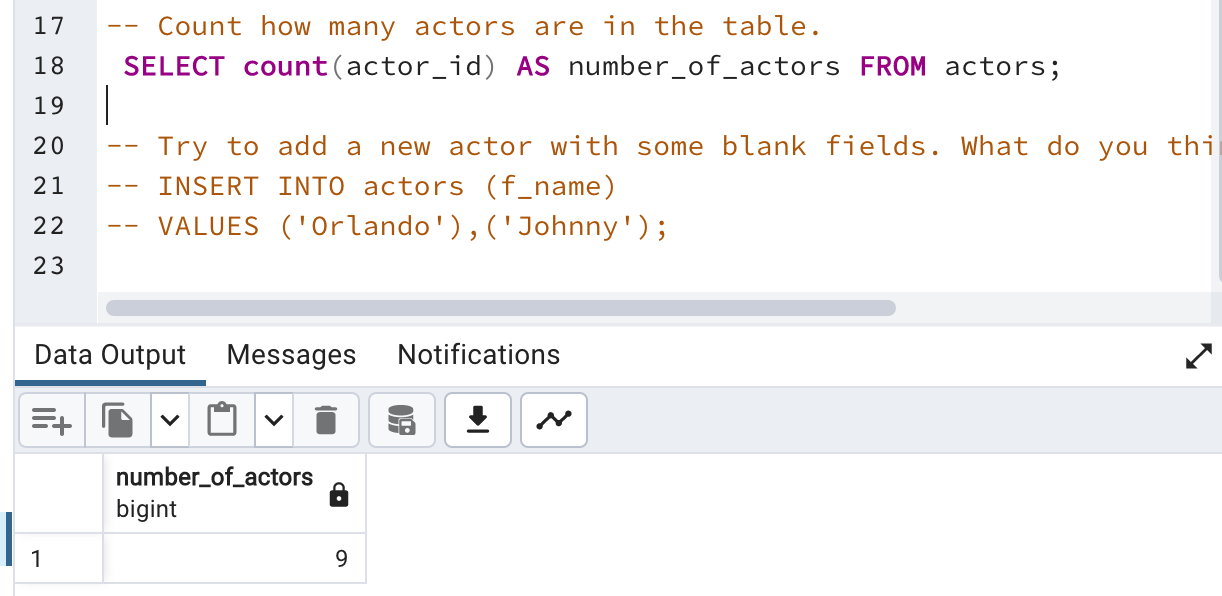 17 -- Count how many actors are in the table.
18 SELECT count(actor_id) AS number_of_actors FROM actors;
19
20 -- Try to add a new actor with some blank fields. What do you thi
21 -- INSERT INTO actors (f_name)
22 -- VALUES ('Orlando'),('Johnny');
23
Data Output Messages Notifications
number_of_actors
bigint
1 9